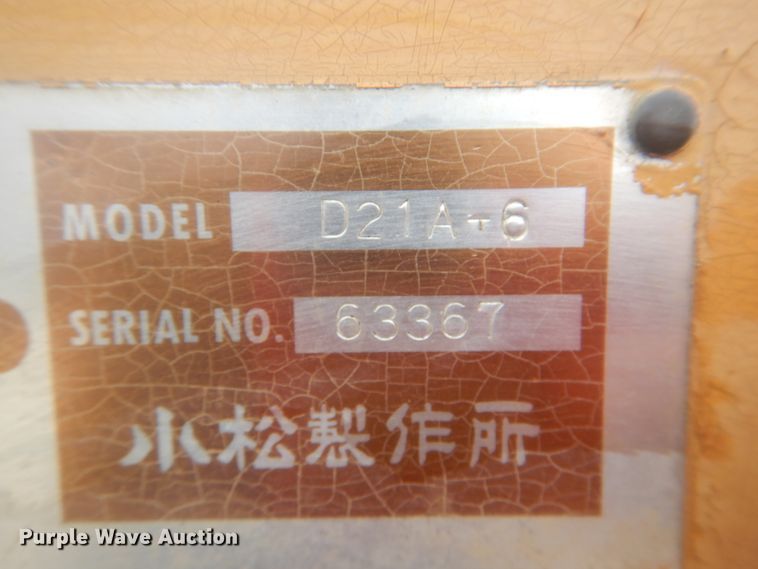 MODEL D21A-6
SERIAL NO. 63367
小松製作所
Purple Wave Auction